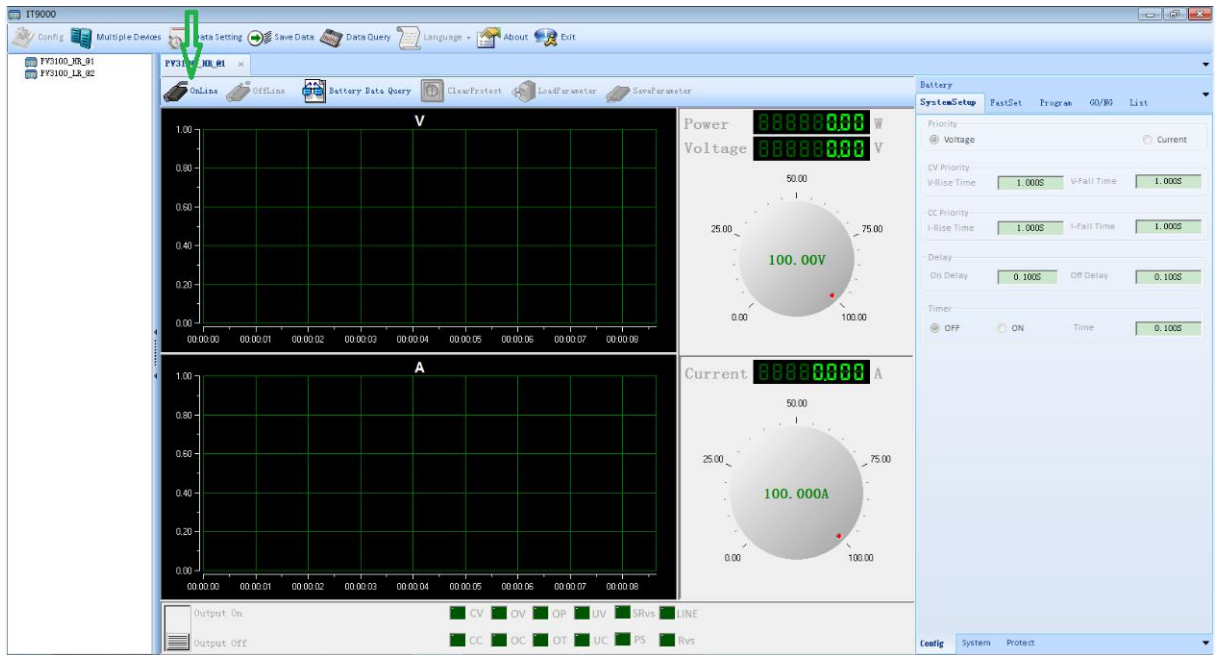 IT9000
Config Multiple Devices Data Setting Save Data Data Query Language About Exit
PV3100_HR_01
PV3100_LR_02
PV3100_HR_01 ×
OnLine OffLine Battery Data Query ClearProtect LoadParameter SaveParameter
V
1.00
0.80
0.60
0.40
0.20
0.00
00:00:00 00:00:01 00:00:02 00:00:03 00:00:04 00:00:05 00:00:06 00:00:07 00:00:08
Power 0.00 W
Voltage 0.00 V
50.00
25.00 75.00
100.00V
0.00 100.00
A
1.00
0.80
0.60
0.40
0.20
0.00
00:00:00 00:00:01 00:00:02 00:00:03 00:00:04 00:00:05 00:00:06 00:00:07 00:00:08
Current 0.000 A
50.00
25.00 75.00
100.000A
0.00 100.00
Output On
Output Off
CV OV OP UV SRvs LINE
CC OC OT UC PS Rvs
Battery
SystemSetup FastSet Program GO/NG List
Priority
Voltage Current
CV Priority
V-Rise Time 1.000S V-Fall Time 1.000S
CC Priority
I-Rise Time 1.000S I-Fall Time 1.000S
Delay
On Delay 0.100S Off Delay 0.100S
Timer
OFF ON Time 0.100S
Config System Protect